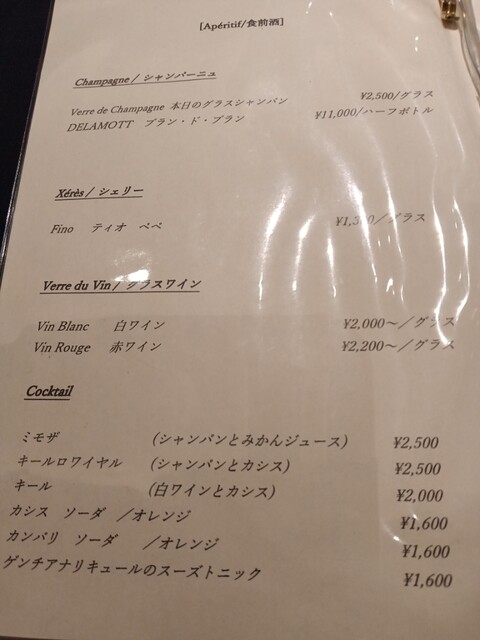 [Apéritif/食前酒]
Champagne / シャンパーニュ
Verre de Champagne 本日のグラスシャンパン ¥2,500/グラス
DELAMOTT ブラン・ド・ブラン ¥11,000/ハーフボトル
Xérès / シェリー
Fino ティオ ペペ /グラス
Verre du Vin / グラスワイン
Vin Blanc 白ワイン ¥2,000～／グラス
Vin Rouge 赤ワイン ¥2,200～／グラス
Cocktail
ミモザ (シャンパンとみかんジュース) ¥2,500
キールロワイヤル (シャンパンとカシス) ¥2,500
キール (白ワインとカシス) ¥2,000
カシス ソーダ ／オレンジ ¥1,600
カンパリ ソーダ ／オレンジ ¥1,600
ゲンチアナリキュールのスーズトニック ¥1,600